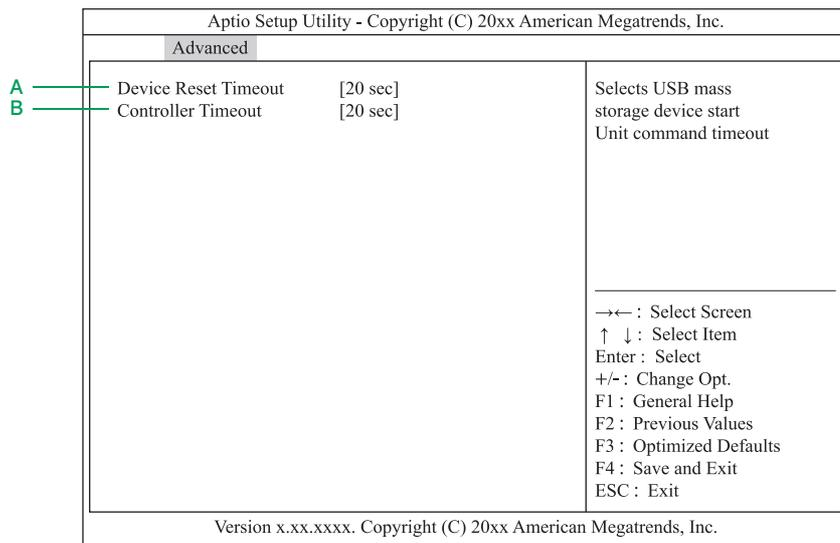 Aptio Setup Utility - Copyright (C) 20xx American Megatrends, Inc.
Advanced
A
Device Reset Timeout [20 sec]
B
Controller Timeout [20 sec]
Selects USB mass
storage device start
Unit command timeout
→←: Select Screen
↑ ↓: Select Item
Enter: Select
+/-: Change Opt.
F1: General Help
F2: Previous Values
F3: Optimized Defaults
F4: Save and Exit
ESC: Exit
Version x.xx.xxxx. Copyright (C) 20xx American Megatrends, Inc.